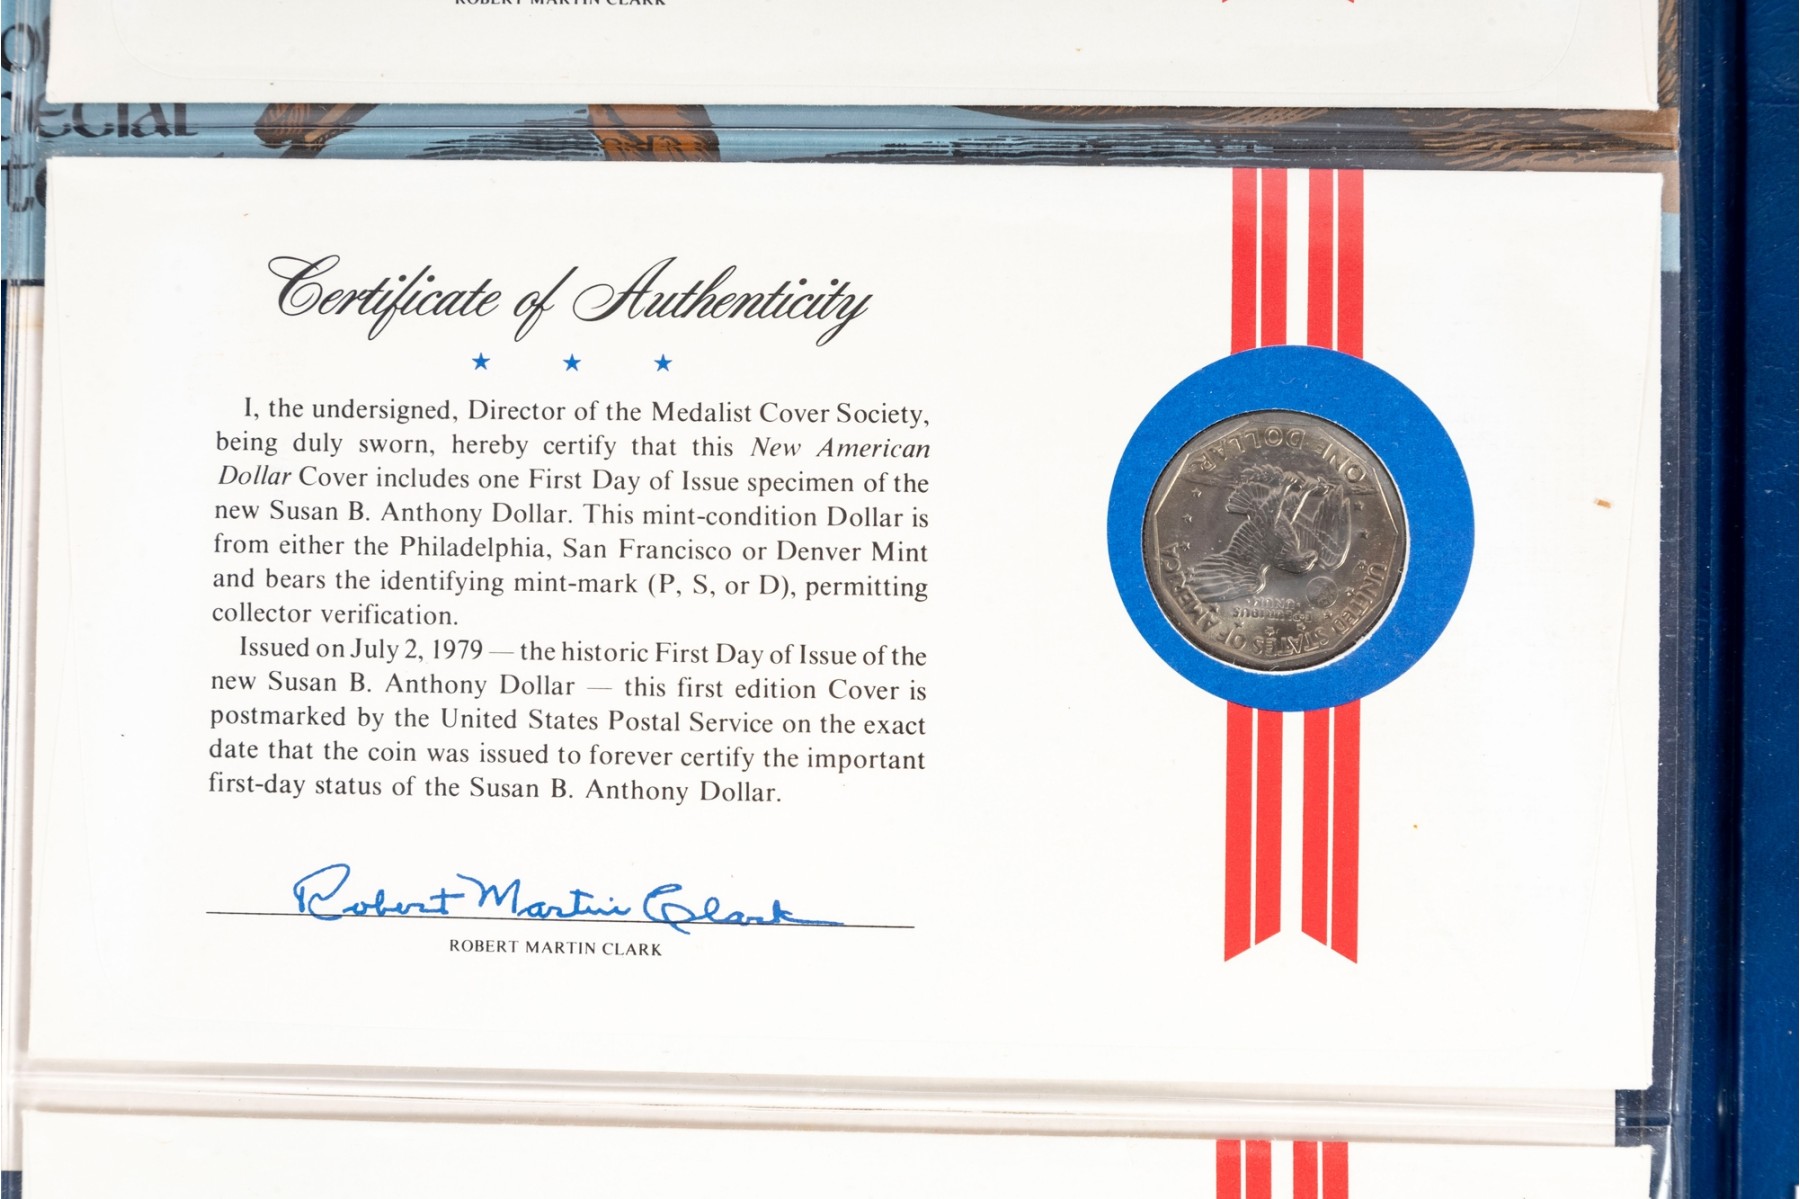 ROBERT MARTIN CLARK
Certificate of Authenticity
I, the undersigned, Director of the Medalist Cover Society,
being duly sworn, hereby certify that this New American
Dollar Cover includes one First Day of Issue specimen of the
new Susan B. Anthony Dollar. This mint-condition Dollar is
from either the Philadelphia, San Francisco or Denver Mint
and bears the identifying mint-mark (P, S, or D), permitting
collector verification.
Issued on July 2, 1979 — the historic First Day of Issue of the
new Susan B. Anthony Dollar — this first edition Cover is
postmarked by the United States Postal Service on the exact
date that the coin was issued to forever certify the important
first-day status of the Susan B. Anthony Dollar.
Robert Martin Clark
ROBERT MARTIN CLARK
UNITED STATES OF AMERICA
E·PLURIBUS
UNUM
ONE DOLLAR